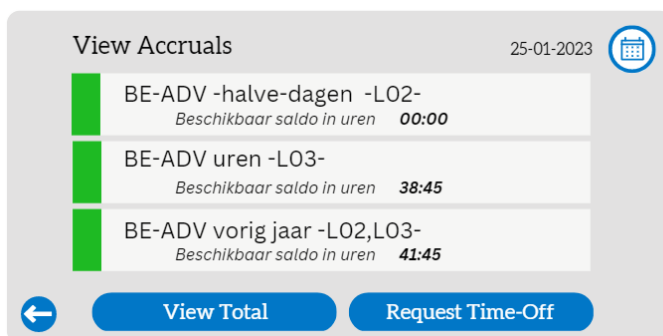 View Accruals
25-01-2023
BE-ADV -halve-dagen -L02-
Beschikbaar saldo in uren 00:00
BE-ADV uren -L03-
Beschikbaar saldo in uren 38:45
BE-ADV vorig jaar -L02,L03-
Beschikbaar saldo in uren 41:45
View Total
Request Time-Off